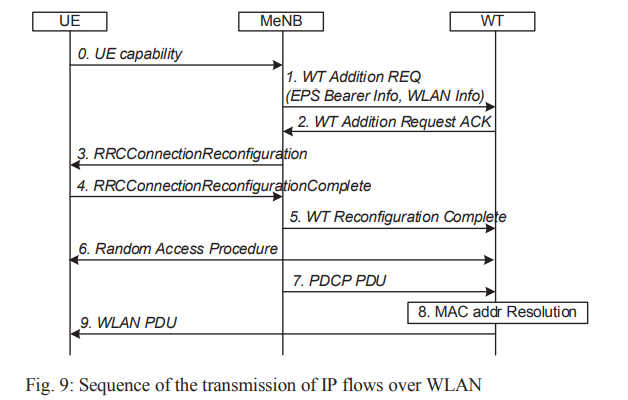 UE MeNB WT
0. UE capability
1. WT Addition REQ
(EPS Bearer Info, WLAN Info)
2. WT Addition Request ACK
3. RRCConnectionReconfiguration
4. RRCConnectionReconfigurationComplete
5. WT Reconfiguration Complete
6. Random Access Procedure
7. PDCP PDU
8. MAC addr Resolution
9. WLAN PDU
Fig. 9: Sequence of the transmission of IP flows over WLAN